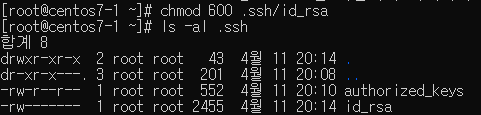 [root@centos7-1 ~]# chmod 600 .ssh/id_rsa
[root@centos7-1 ~]# ls -al .ssh
합계 8
drwxr-xr-x  2 root root   43  4월 11 20:14 .
dr-xr-x---. 3 root root  201  4월 11 20:08 ..
-rw-r--r--  1 root root  552  4월 11 20:10 authorized_keys
-rw-------  1 root root 2455  4월 11 20:14 id_rsa